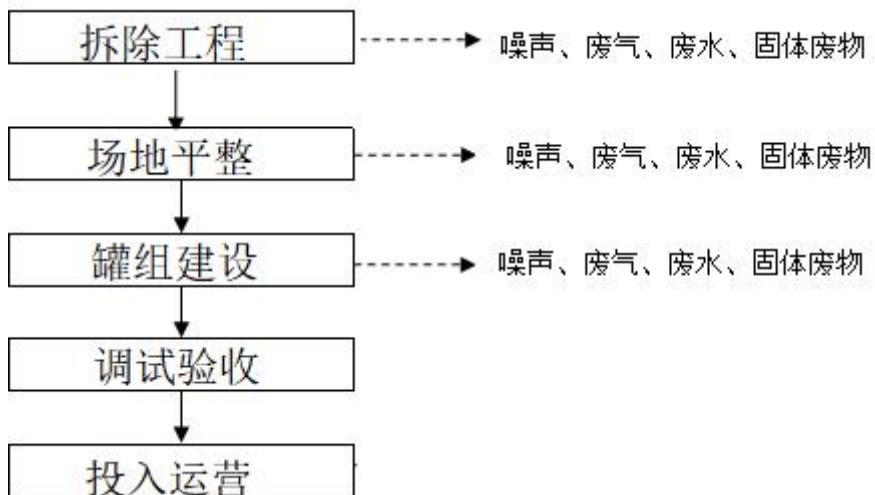 拆除工程
噪声、废气、废水、固体废物
场地平整
噪声、废气、废水、固体废物
罐组建设
噪声、废气、废水、固体废物
调试验收
投入运营